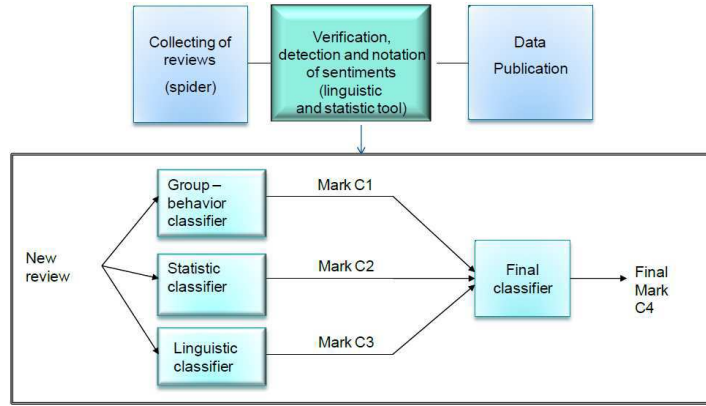 Collecting of
reviews
(spider)
Verification,
detection and notation
of sentiments
(linguistic
and statistic tool)
Data
Publication
New
review
Group –
behavior
classifier
Mark C1
Statistic
classifier
Mark C2
Linguistic
classifier
Mark C3
Final
classifier
Final
Mark
C4